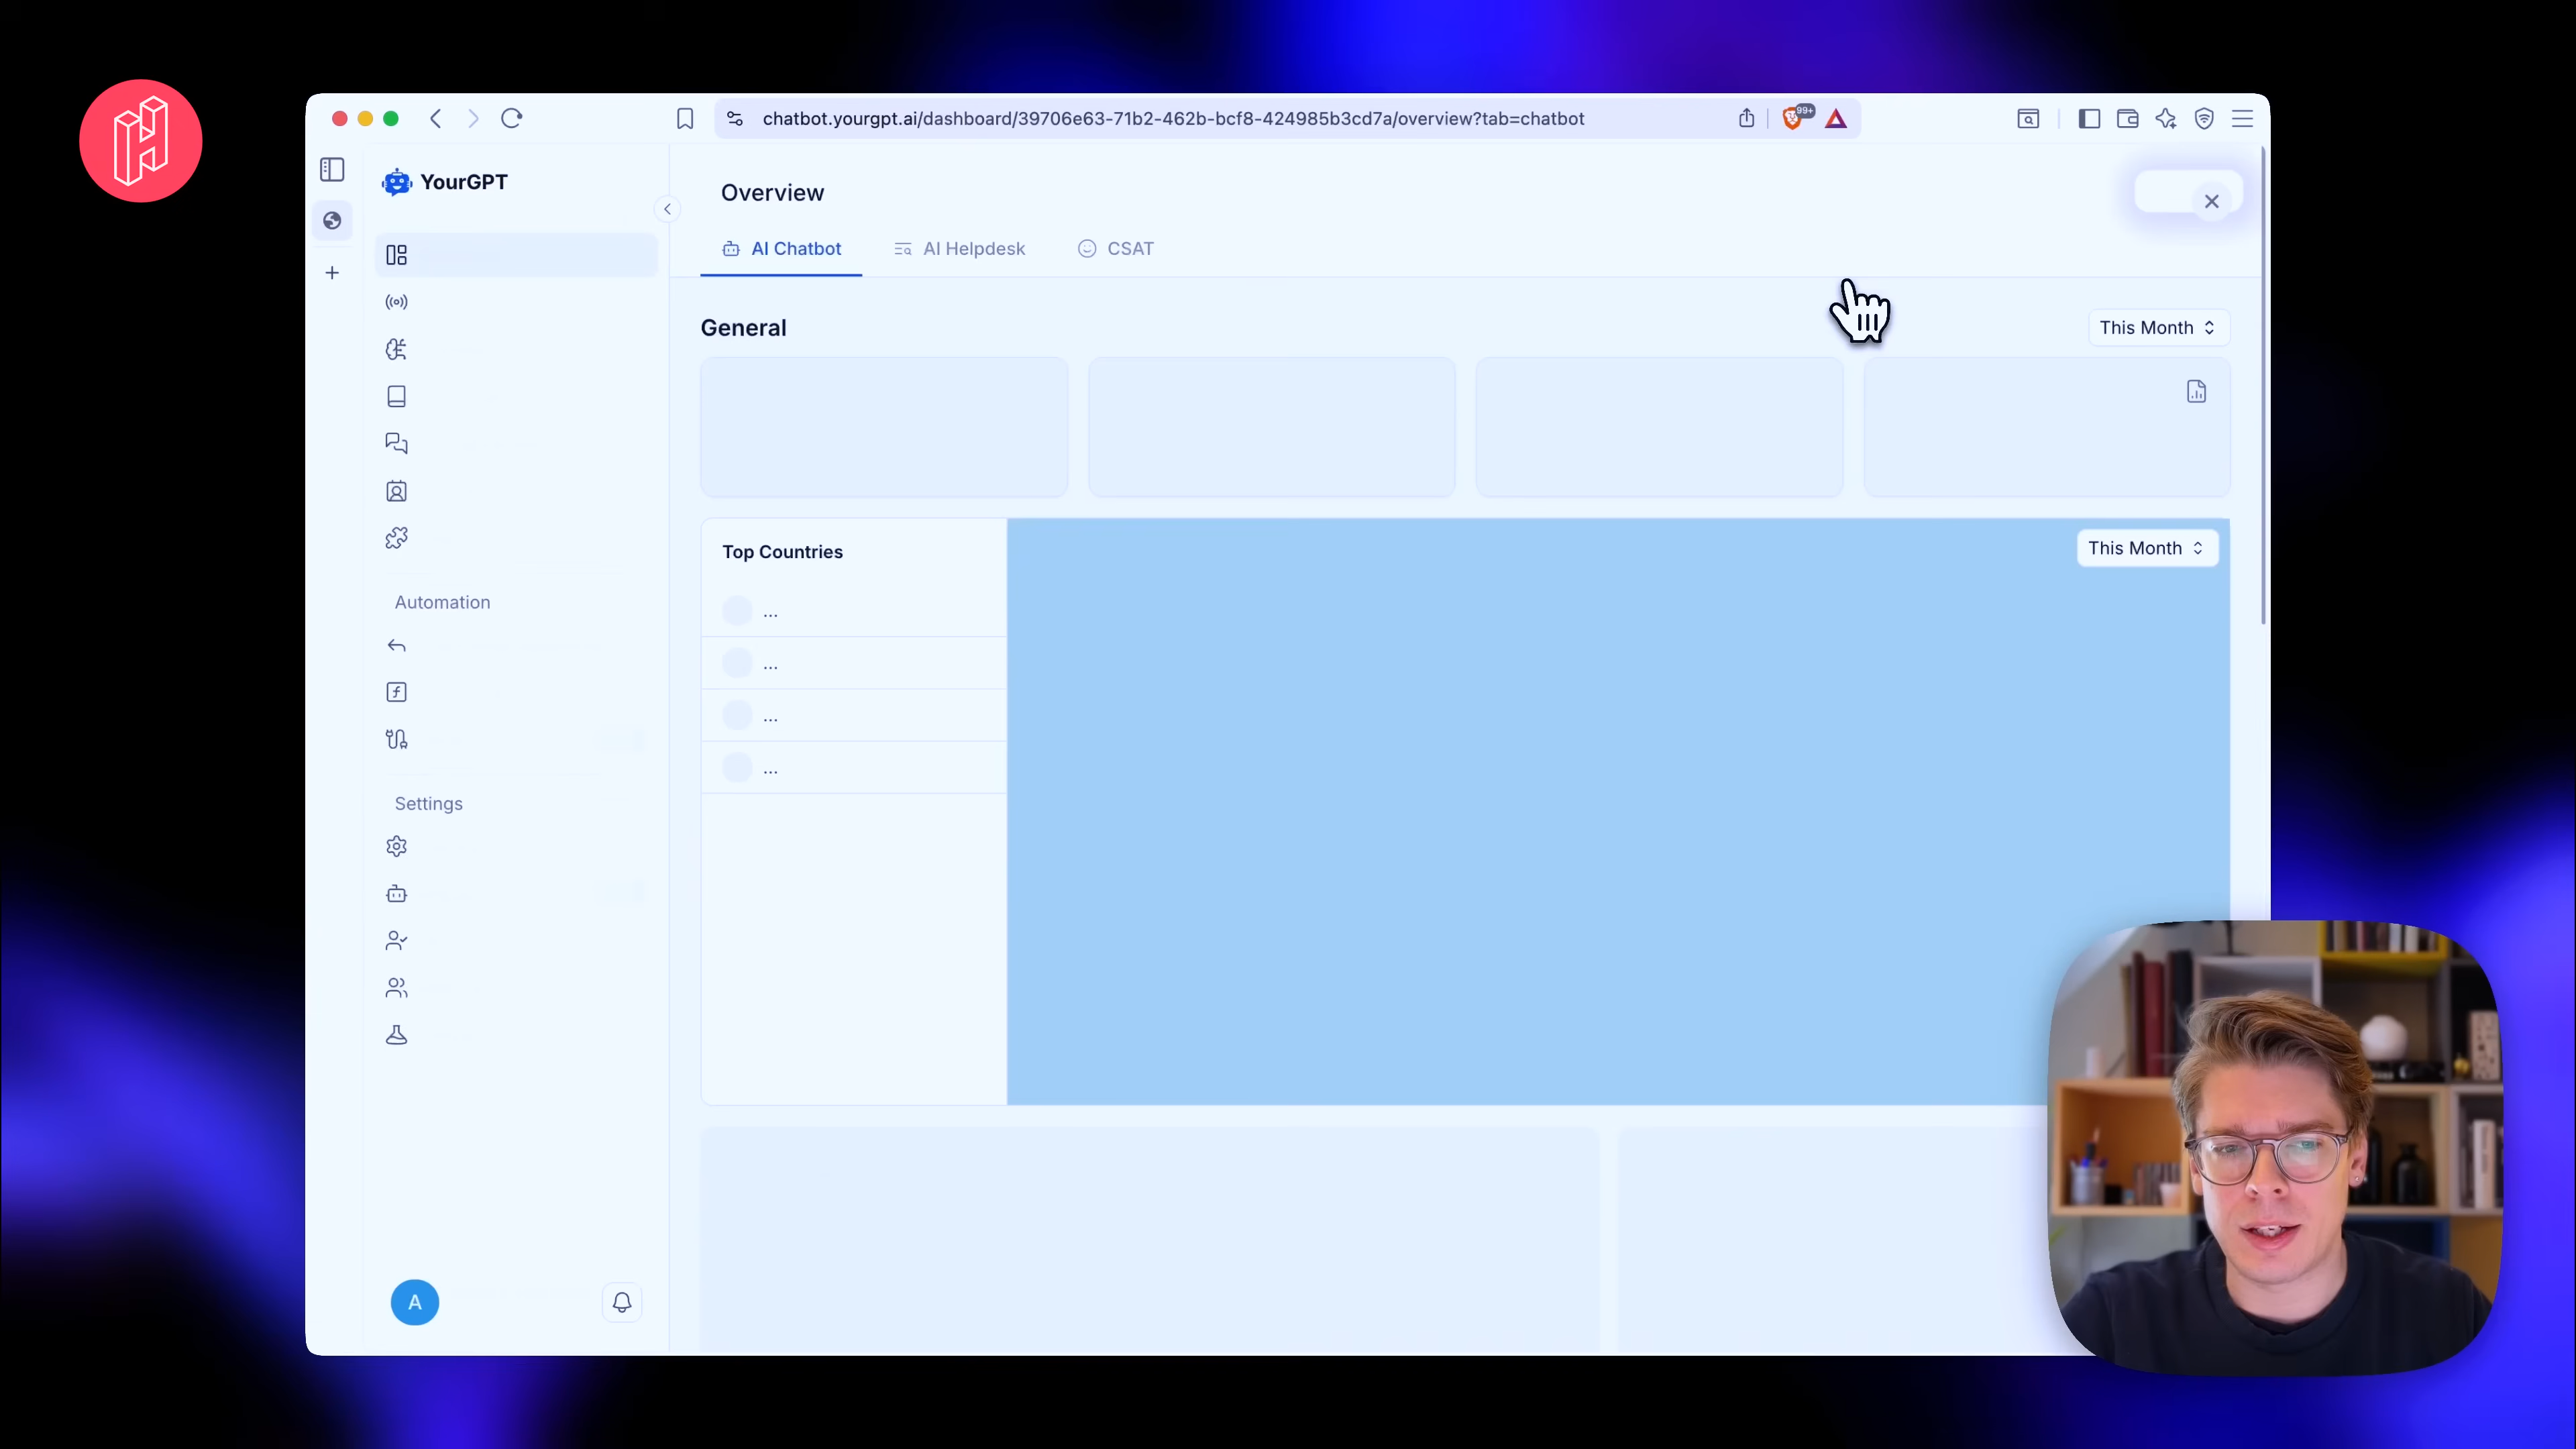 chatbot.yourgpt.ai/dashboard/39706e63-71b2-462b-bcf8-424985b3cd7a/overview?tab=chatbot
99+
YourGPT
Overview
AI Chatbot
AI Helpdesk
CSAT
General
This Month
Top Countries
This Month
...
...
...
...
Automation
Settings
A